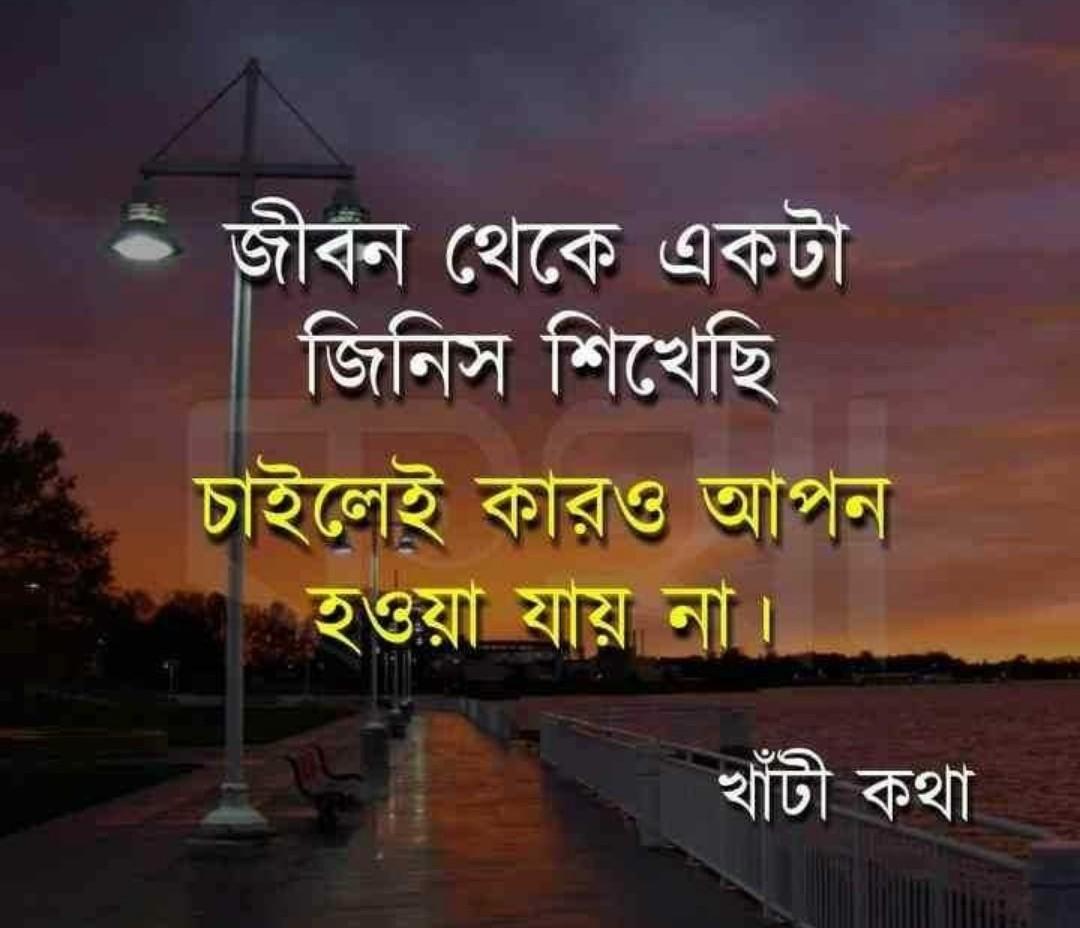 জীবন থেকে একটা
জিনিস শিখেছি
চাইলেই কারও আপন
হওয়া যায় না।
খাঁটী কথা